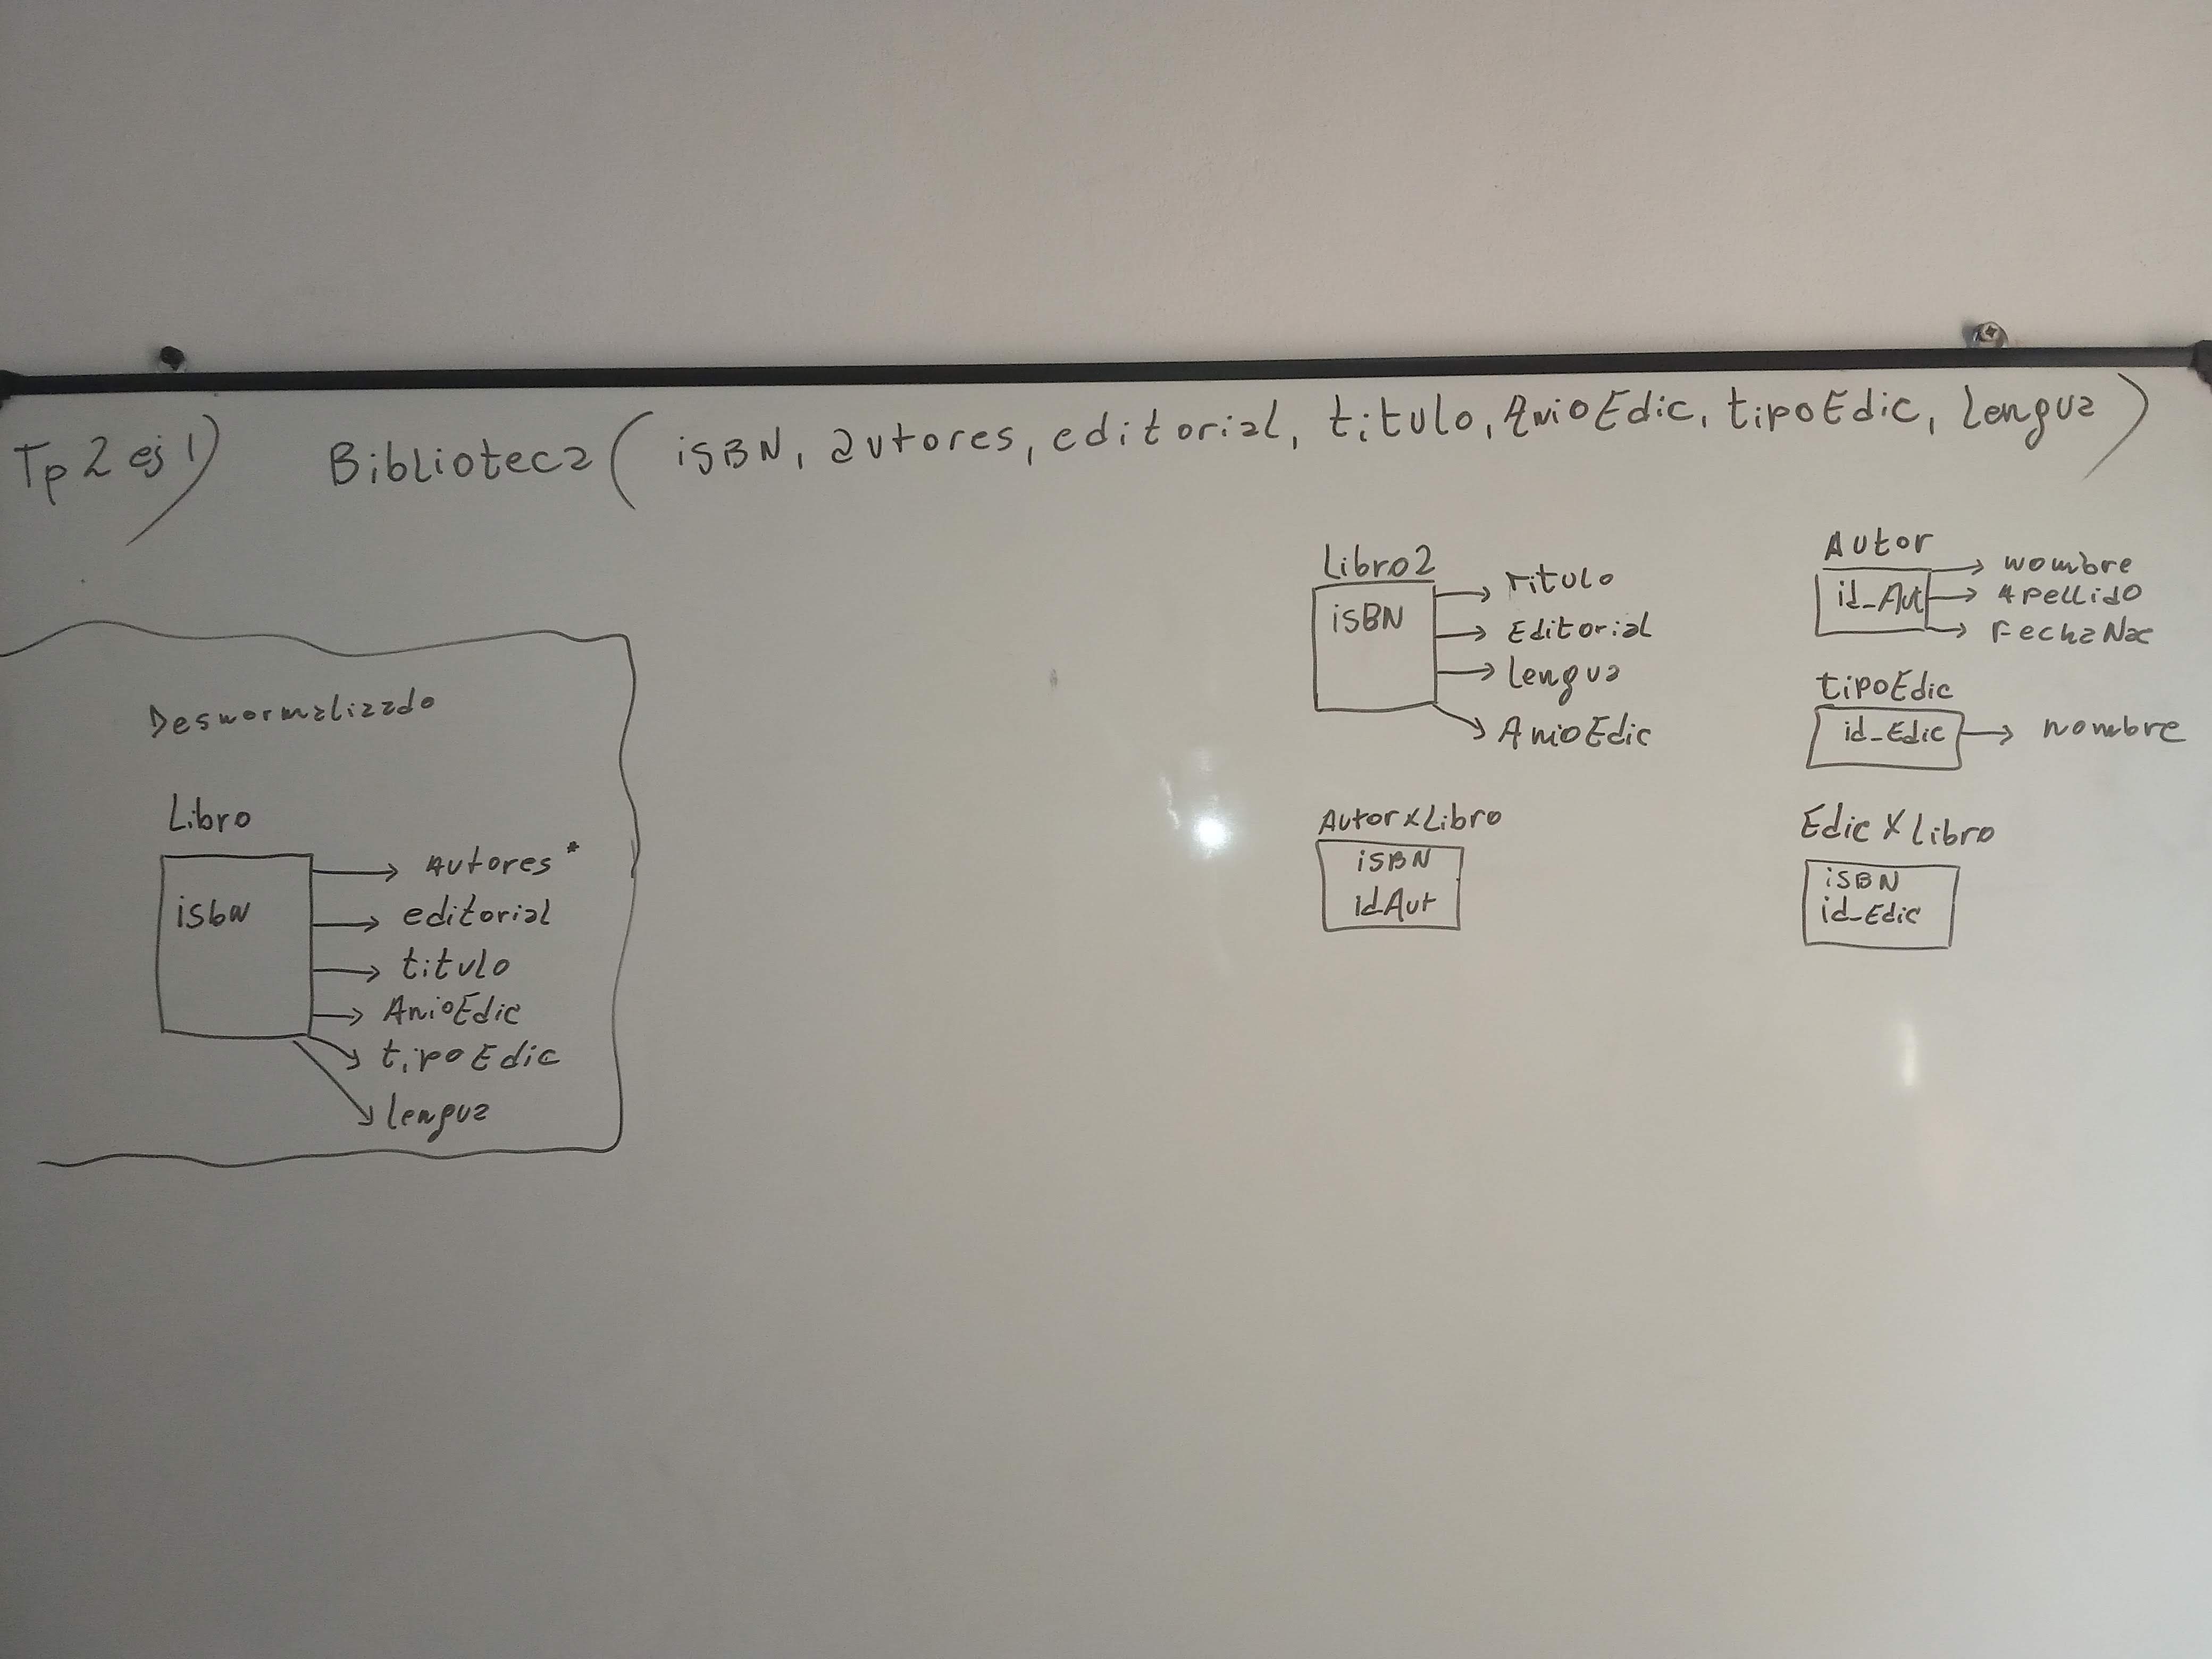 Tp 2 ej 1) Biblioteca ( isBN, autores, editorial, titulo, AnioEdic, tipoEdic, Lengua )
Desnormalizado
Libro
isbn
Autores*
editorial
titulo
AnioEdic
tipoEdic
lengua
Libro2
isBN
Titulo
Editorial
Lengua
AnioEdic
Autor
id_Aut
nombre
Apellido
FechaNac
tipoEdic
id_Edic
nombre
AutorxLibro
isBN
idAut
Edic X Libro
isBN
id_Edic